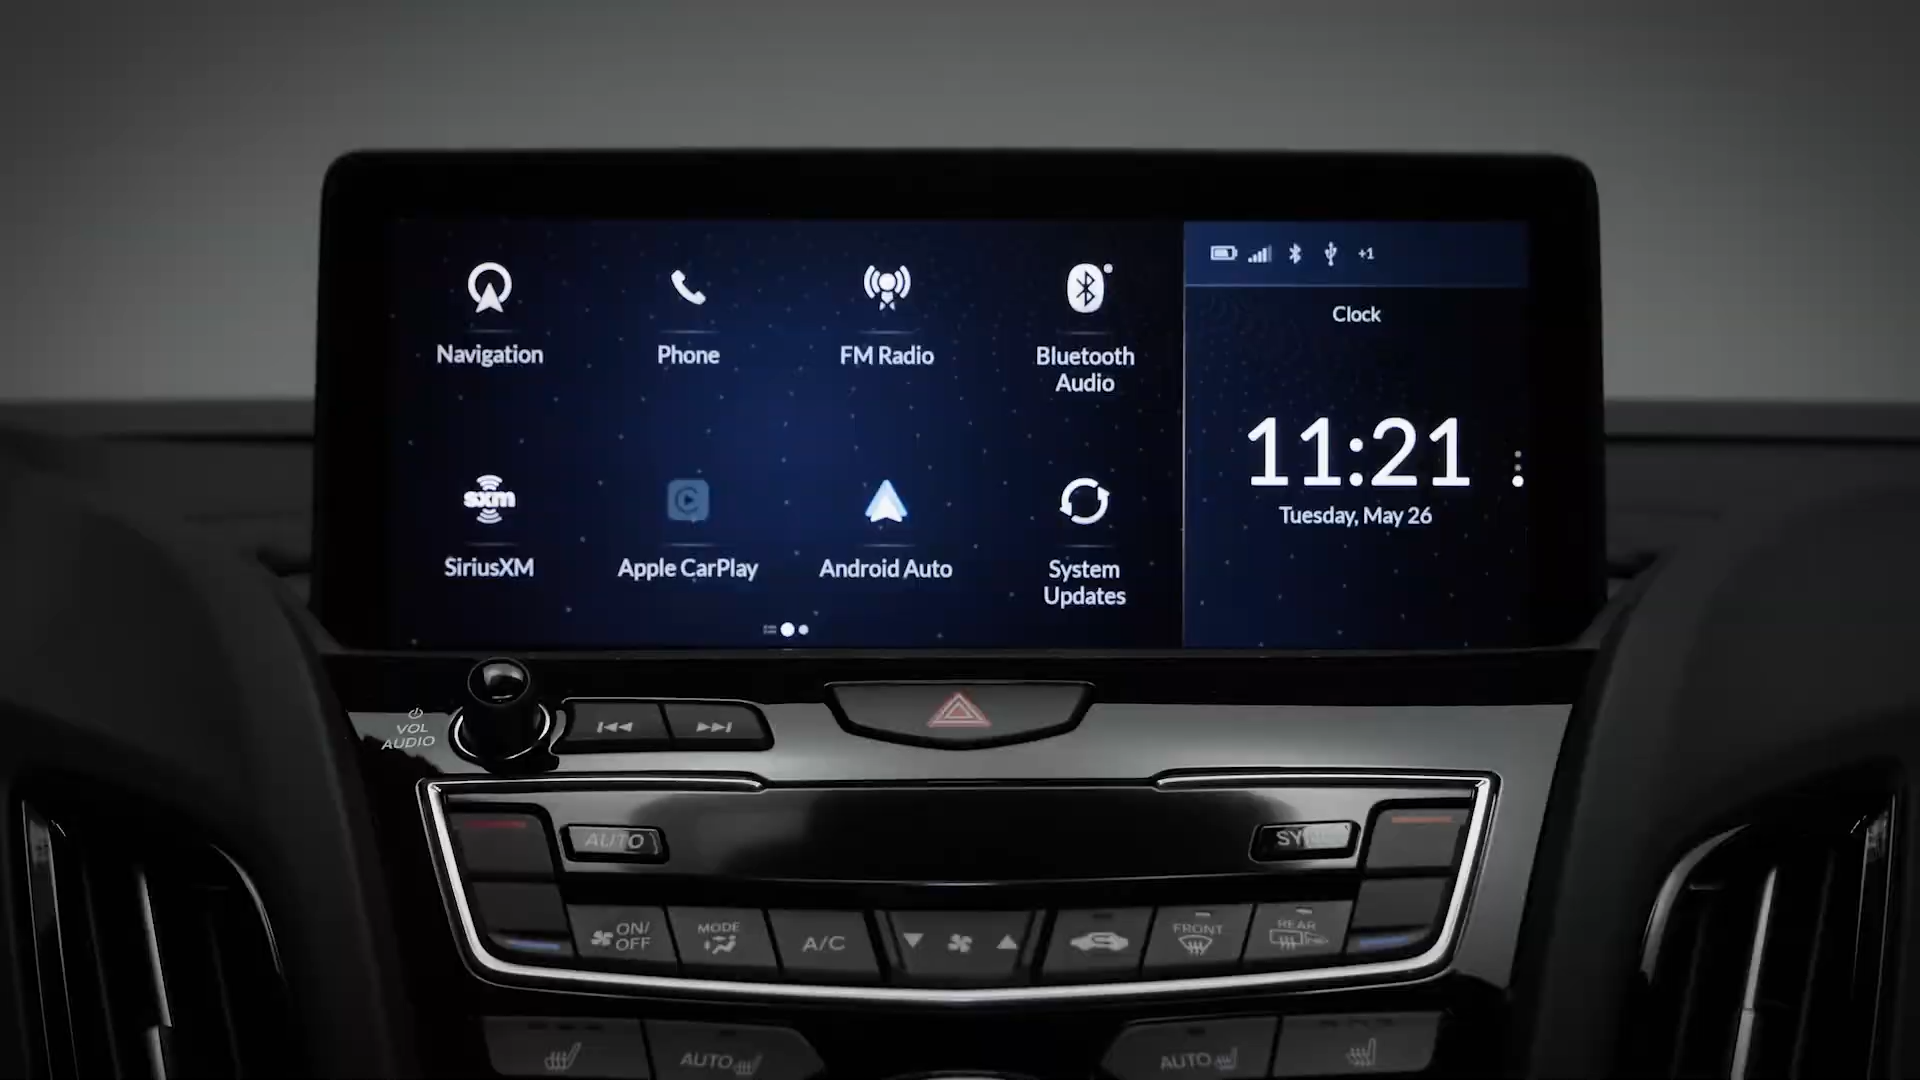 +1
Clock
Navigation
Phone
FM Radio
Bluetooth
Audio
11:21
Tuesday, May 26
sxm
SiriusXM
Apple CarPlay
Android Auto
System
Updates
VOL
AUDIO
AUTO
ON/
OFF
MODE
A/C
FRONT
REAR
AUTO
AUTO